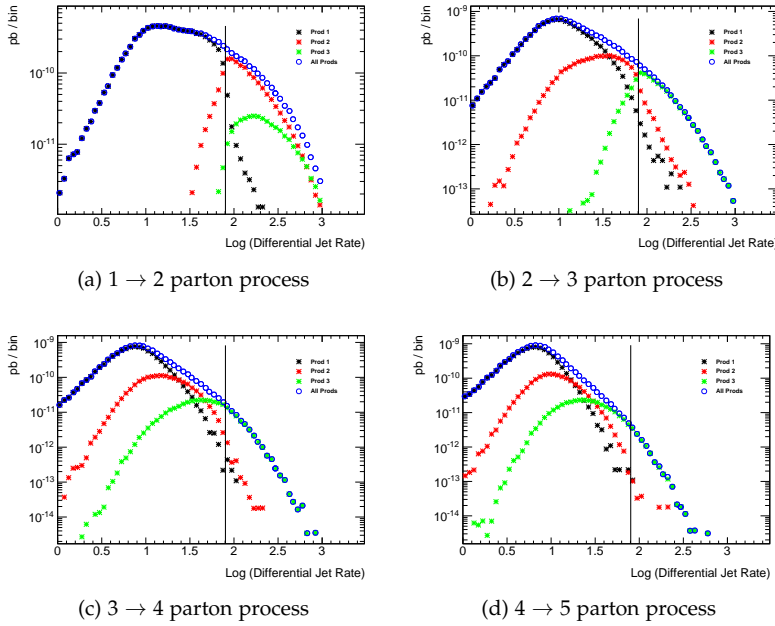 pb / bin
Prod 1
Prod 2
Prod 3
All Prods
10⁻¹⁰
10⁻¹¹
0 0.5 1 1.5 2 2.5 3
Log (Differential Jet Rate)
(a) 1 → 2 parton process
pb / bin
10⁻⁹
Prod 1
Prod 2
Prod 3
All Prods
10⁻¹⁰
10⁻¹¹
10⁻¹²
10⁻¹³
0 0.5 1 1.5 2 2.5 3
Log (Differential Jet Rate)
(b) 2 → 3 parton process
pb / bin
10⁻⁹
Prod 1
Prod 2
Prod 3
All Prods
10⁻¹⁰
10⁻¹¹
10⁻¹²
10⁻¹³
10⁻¹⁴
0 0.5 1 1.5 2 2.5 3
Log (Differential Jet Rate)
(c) 3 → 4 parton process
pb / bin
10⁻⁹
Prod 1
Prod 2
Prod 3
All Prods
10⁻¹⁰
10⁻¹¹
10⁻¹²
10⁻¹³
10⁻¹⁴
0 0.5 1 1.5 2 2.5 3
Log (Differential Jet Rate)
(d) 4 → 5 parton process